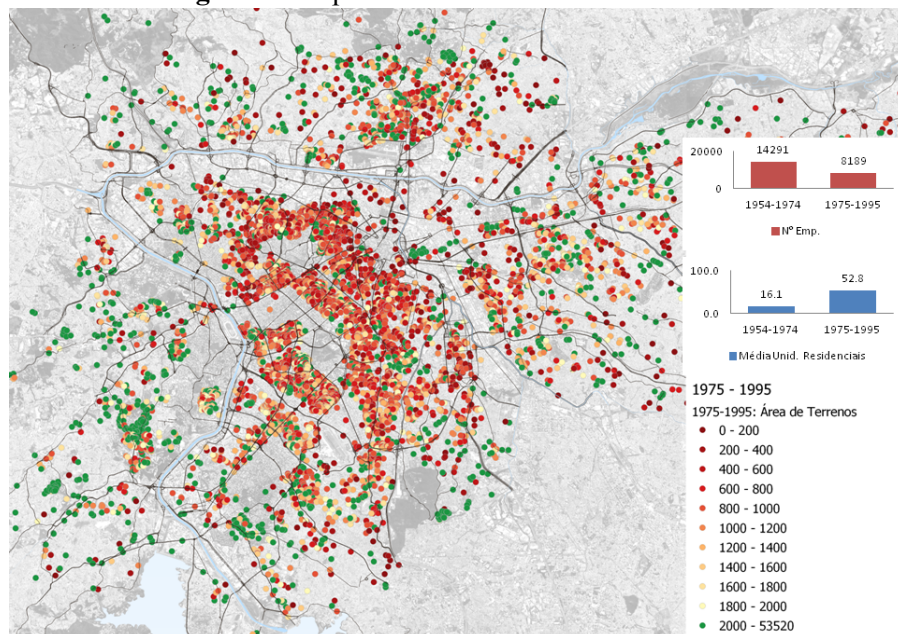 20000
14291
8189
0
1954-1974 1975-1995
Nº Emp.
100.0
52.8
16.1
0.0
1954-1974 1975-1995
Média Unid. Residenciais
1975 - 1995
1975-1995: Área de Terrenos
0 - 200
200 - 400
400 - 600
600 - 800
800 - 1000
1000 - 1200
1200 - 1400
1400 - 1600
1600 - 1800
1800 - 2000
2000 - 53520